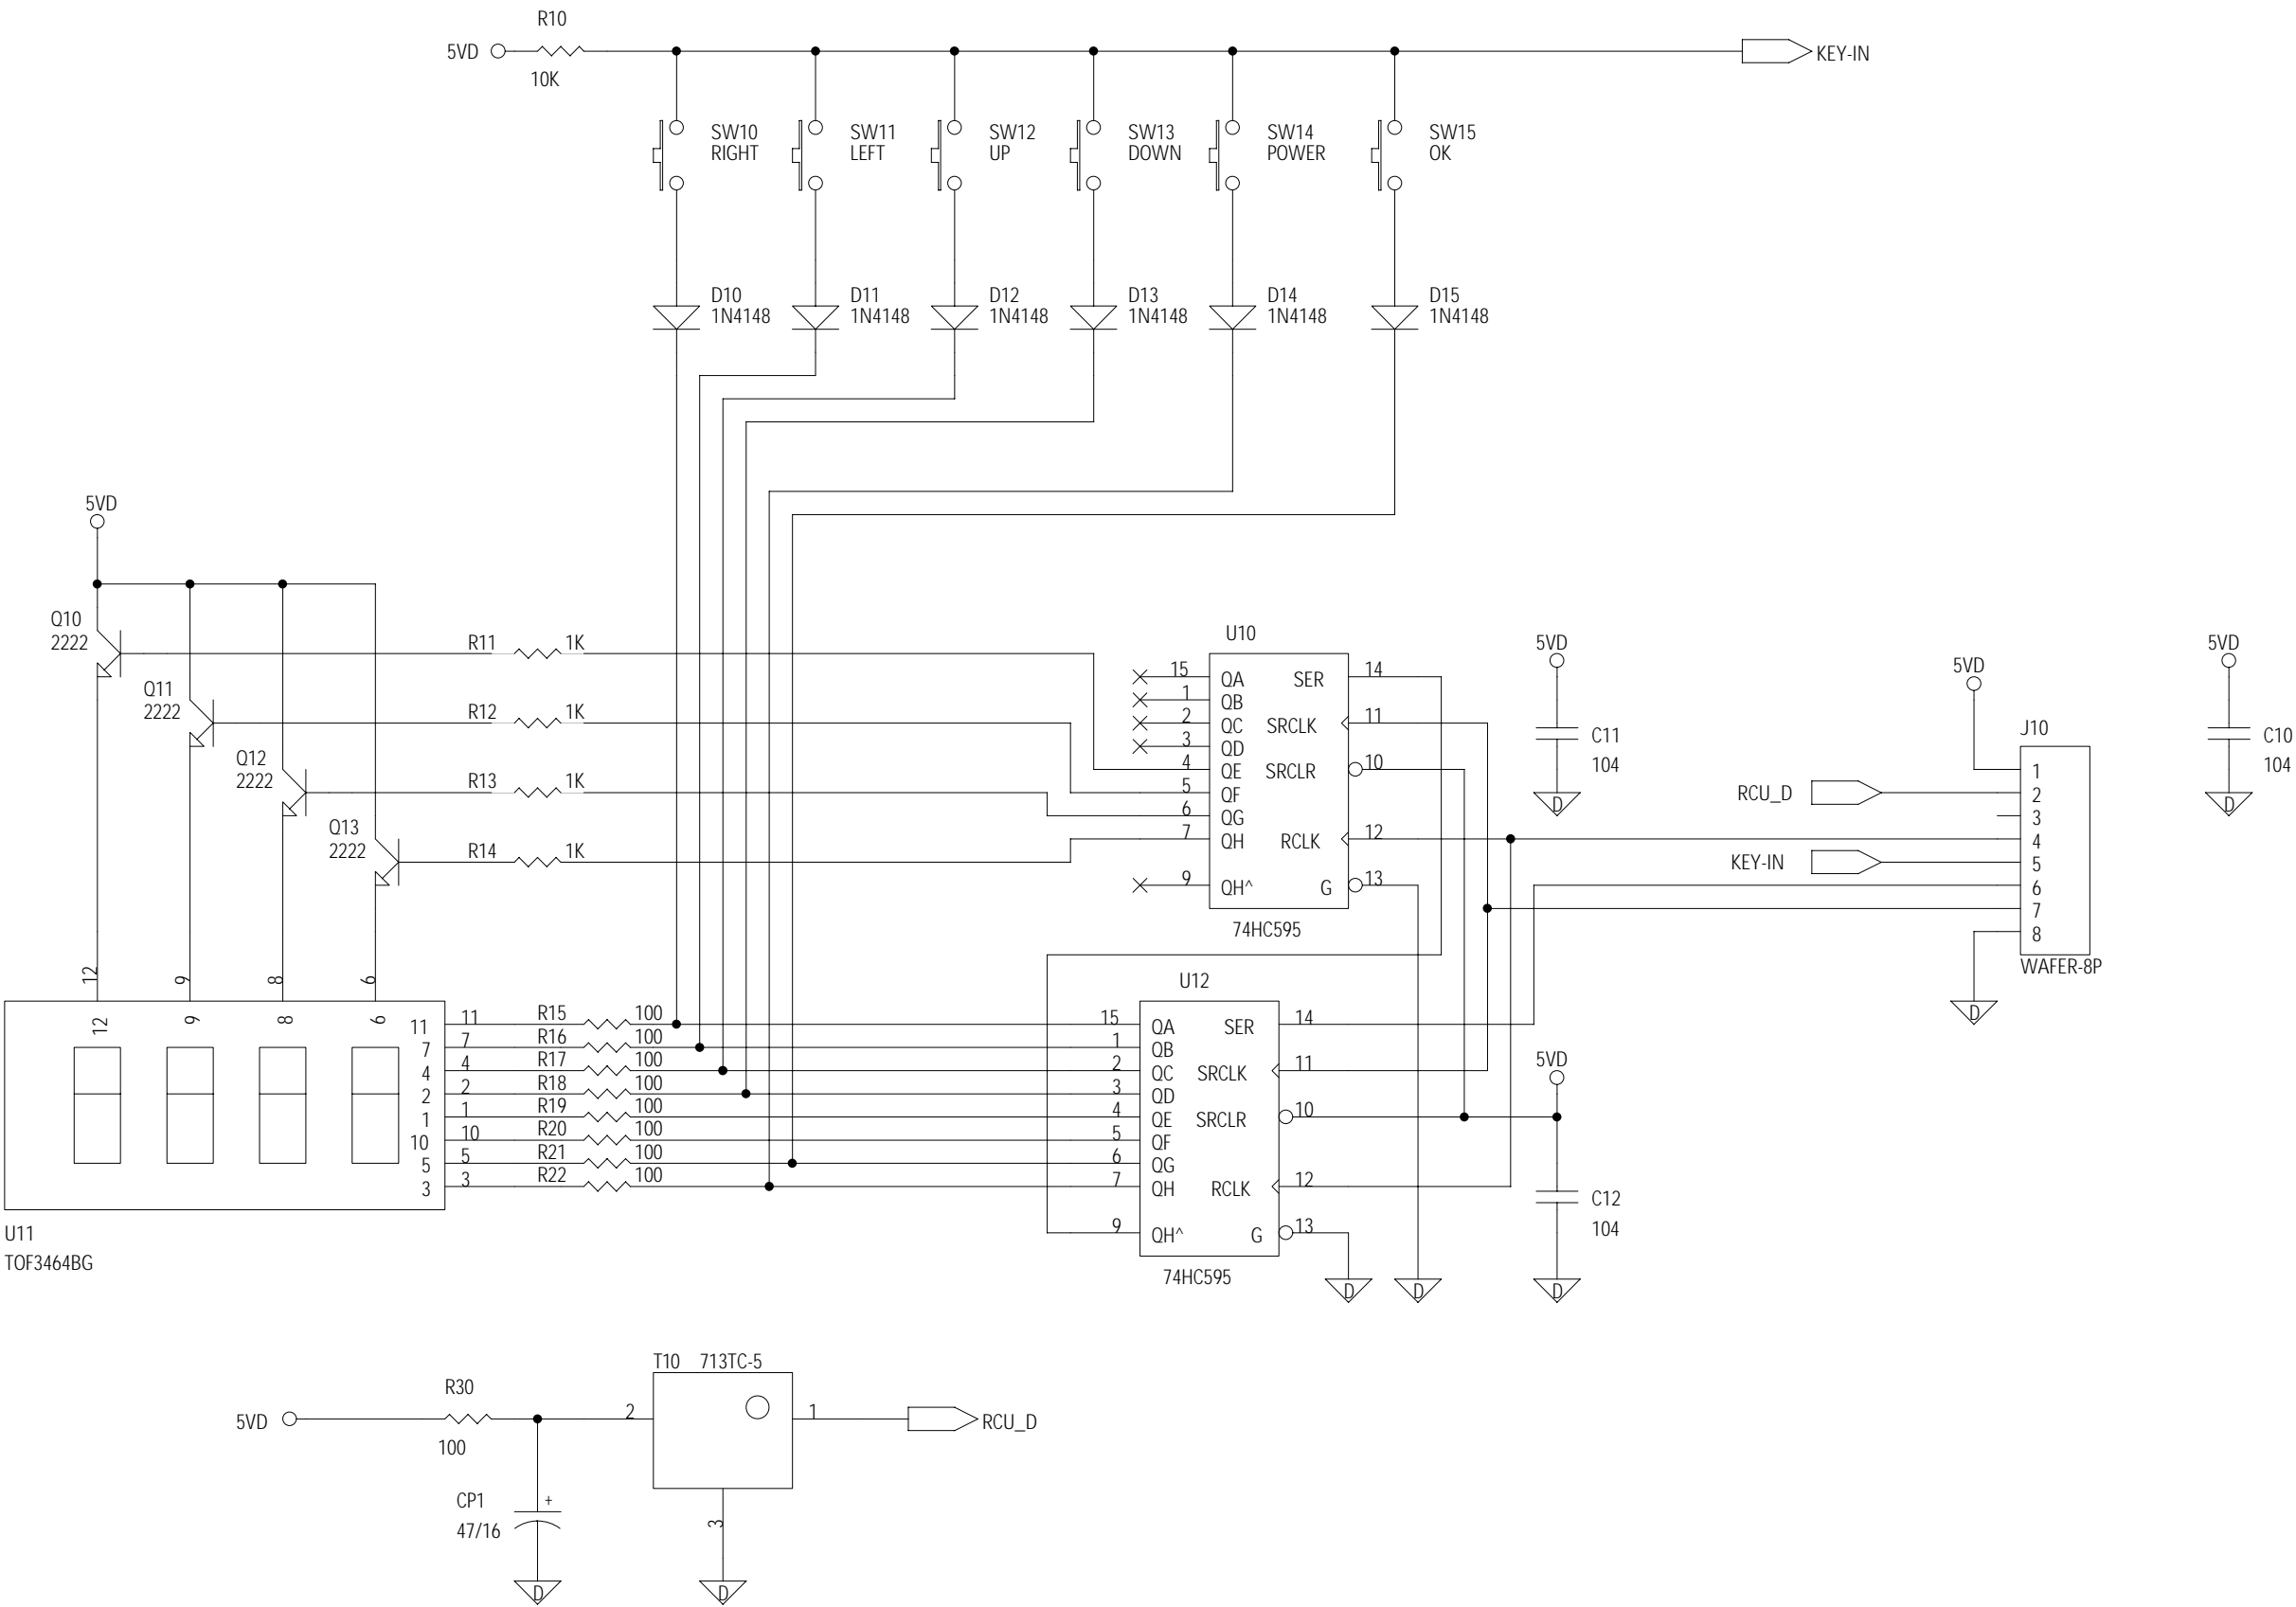 R10
5VD
10K
KEY-IN
SW10
RIGHT
SW11
LEFT
SW12
UP
SW13
DOWN
SW14
POWER
SW15
OK
D10
1N4148
D11
1N4148
D12
1N4148
D13
1N4148
D14
1N4148
D15
1N4148
5VD
Q10
2222
Q11
2222
Q12
2222
Q13
2222
R11 1K
R12 1K
R13 1K
R14 1K
U10
15 QA SER 14
1 QB
2 QC SRCLK 11
3 QD
4 QE SRCLR 10
5 QF
6 QG
7 QH RCLK 12
9 QH^ G 13
74HC595
5VD
C11
104
D
5VD
J10
1
2
3
4
5
6
7
8
WAFER-8P
RCU_D
KEY-IN
D
5VD
C10
104
D
12 9 8 6
12 9 8 6
11 11 R15 100
7 7 R16 100
4 4 R17 100
2 2 R18 100
1 1 R19 100
10 10 R20 100
5 5 R21 100
3 3 R22 100
U11
TOF3464BG
U12
15 QA SER 14
1 QB
2 QC SRCLK 11
3 QD
4 QE SRCLR 10
5 QF
6 QG
7 QH RCLK 12
9 QH^ G 13
74HC595
D
D
5VD
C12
104
D
T10 713TC-5
R30
5VD
100
2
1
RCU_D
CP1
+
47/16
3
D
D